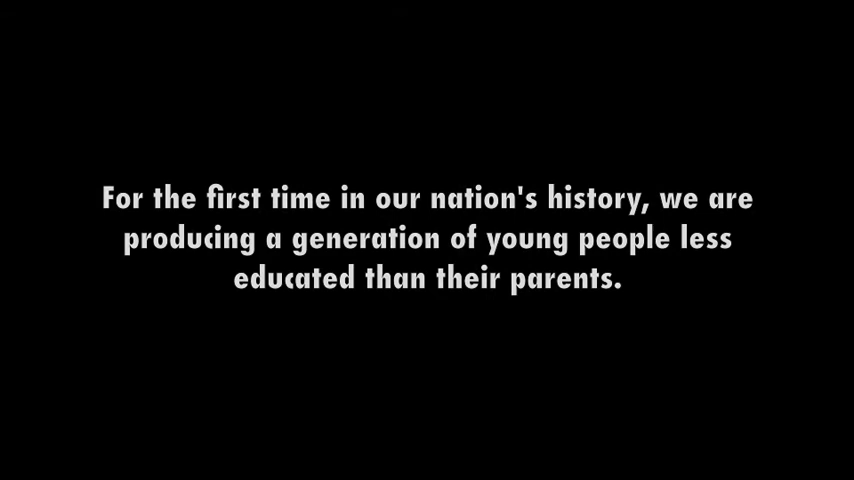 For the first time in our nation's history, we are
producing a generation of young people less
educated than their parents.